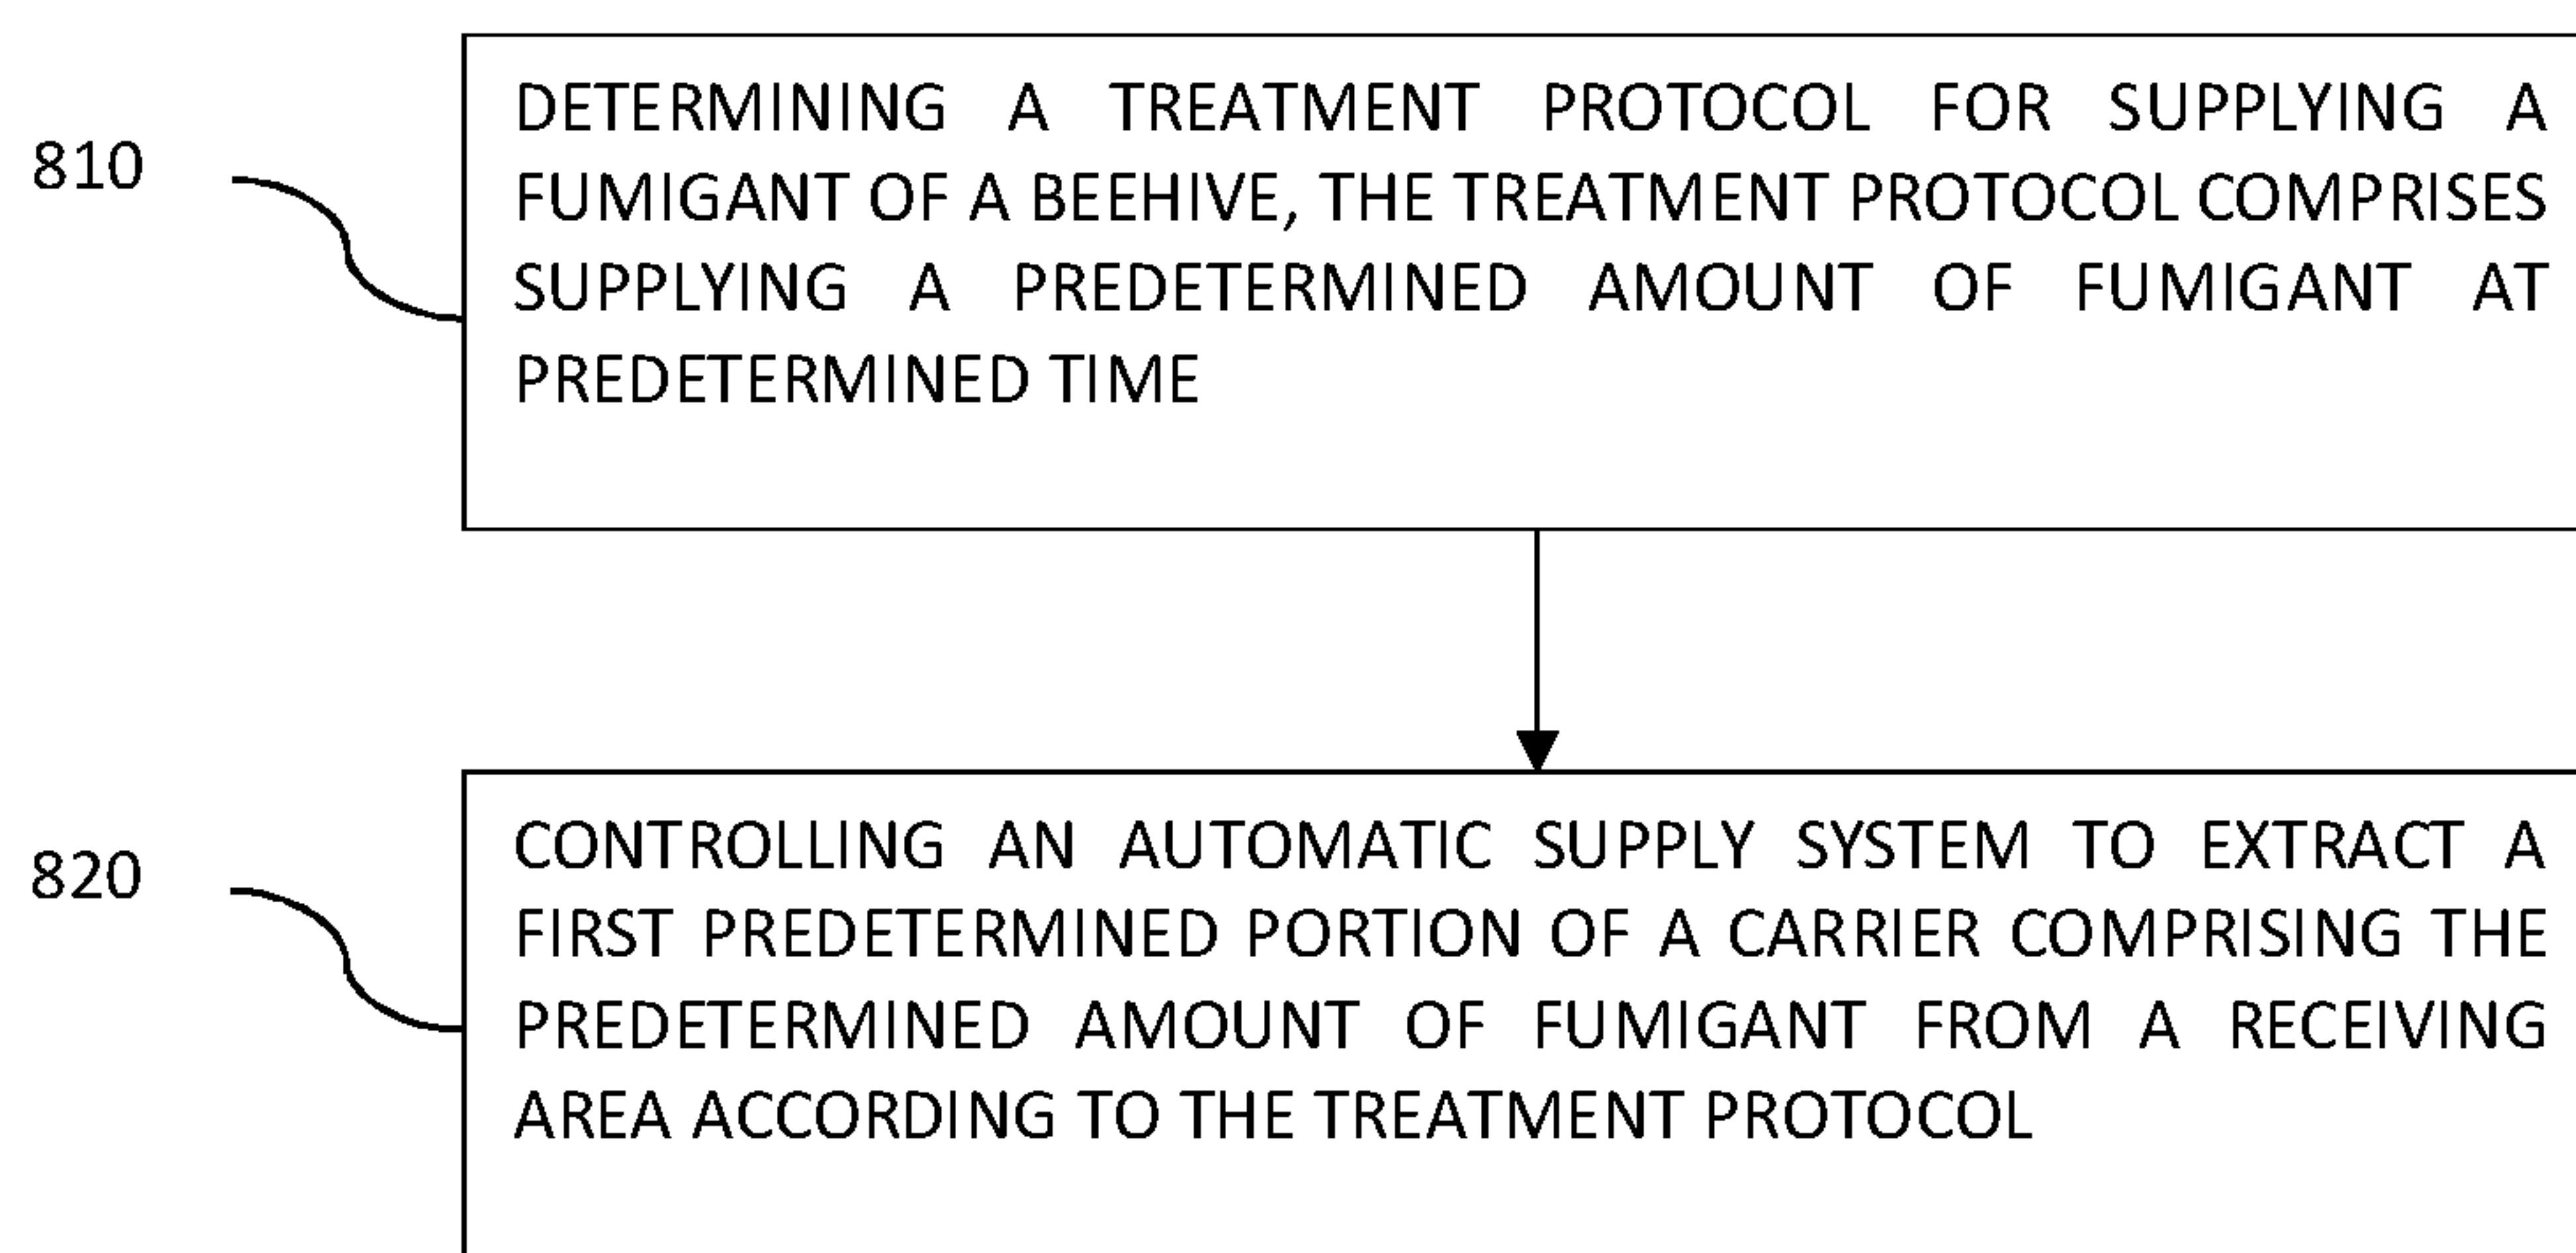 810
DETERMINING A TREATMENT PROTOCOL FOR SUPPLYING A
FUMIGANT OF A BEEHIVE, THE TREATMENT PROTOCOL COMPRISES
SUPPLYING A PREDETERMINED AMOUNT OF FUMIGANT AT
PREDETERMINED TIME
820
CONTROLLING AN AUTOMATIC SUPPLY SYSTEM TO EXTRACT A
FIRST PREDETERMINED PORTION OF A CARRIER COMPRISING THE
PREDETERMINED AMOUNT OF FUMIGANT FROM A RECEIVING
AREA ACCORDING TO THE TREATMENT PROTOCOL